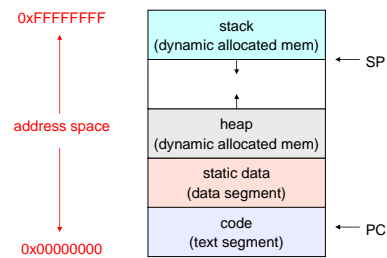 0xFFFFFFFF
stack
(dynamic allocated mem)
SP
address space
heap
(dynamic allocated mem)
static data
(data segment)
code
(text segment)
PC
0x00000000